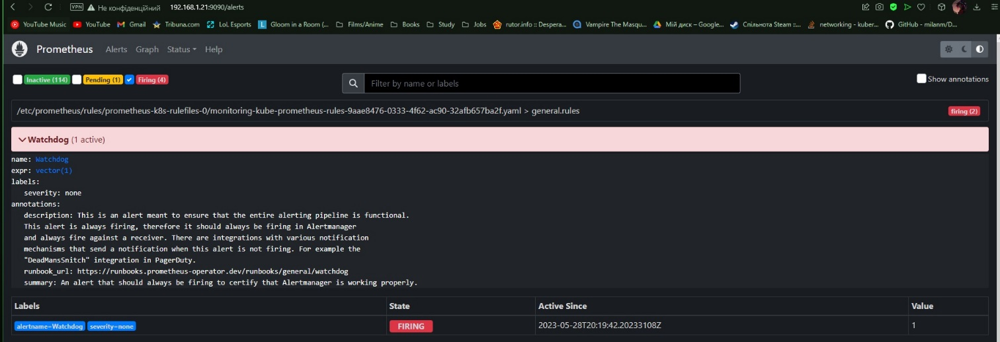 VPN Не конфіденційний 192.168.1.21:9090/alerts
YouTube Music YouTube Gmail Tribuna.com LoL Esports Gloom in a Room (... Films/Anime Books Study Jobs rutor.info :: Despera... Vampire The Masqu... Мій диск – Google... Спільнота Steam ::... networking - kuber... GitHub - milanm/D...
Prometheus Alerts Graph Status Help
Inactive (114) Pending (1) Firing (4) Filter by name or labels Show annotations
/etc/prometheus/rules/prometheus-k8s-rulefiles-0/monitoring-kube-prometheus-rules-9aae8476-0333-4f62-ac90-32afb657ba2f.yaml > general.rules firing (2)
Watchdog (1 active)
name: Watchdog
expr: vector(1)
labels:
severity: none
annotations:
description: This is an alert meant to ensure that the entire alerting pipeline is functional.
This alert is always firing, therefore it should always be firing in Alertmanager
and always fire against a receiver. There are integrations with various notification
mechanisms that send a notification when this alert is not firing. For example the
"DeadMansSnitch" integration in PagerDuty.
runbook_url: https://runbooks.prometheus-operator.dev/runbooks/general/watchdog
summary: An alert that should always be firing to certify that Alertmanager is working properly.
Labels State Active Since Value
alertname=Watchdog severity=none FIRING 2023-05-28T20:19:42.20233108Z 1